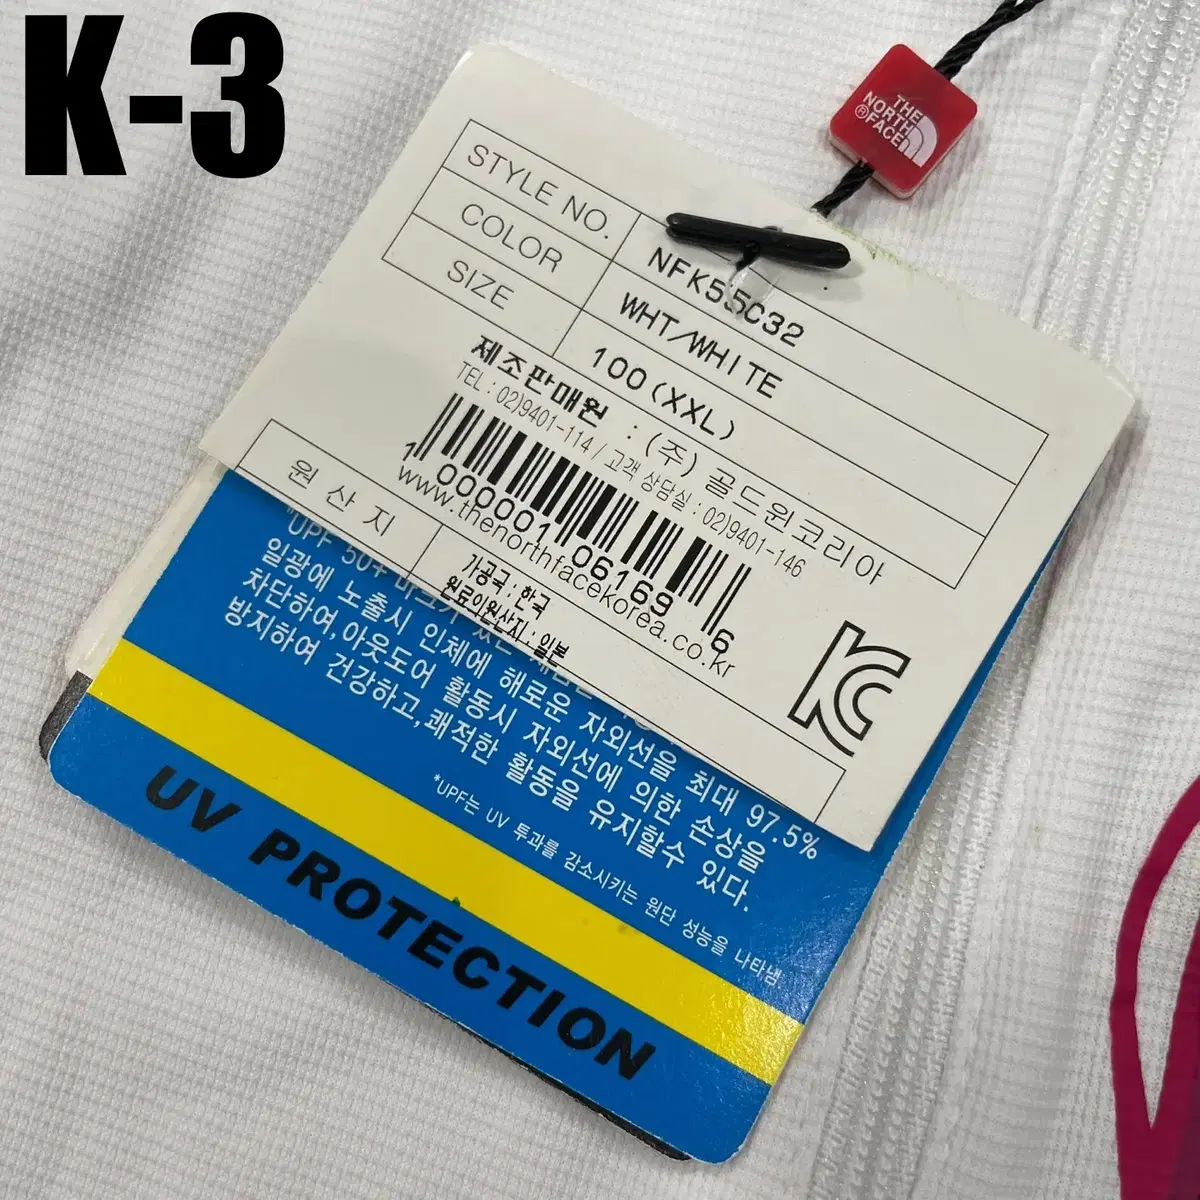 K-3
THE
NORTH
FACE®
STYLE NO. NFK55C32
COLOR WHT/WHITE
SIZE 100(XXL)
제조판매원 : (주)골드윈코리아
TEL : 02)9401-114 / 고객 상담실 : 02)9401-146
1 000001 06169 6
www.thenorthfacekorea.co.kr
원산지
가공국 : 한국
원료의원산지 : 일본
"UPF 50+
일광에 노출시 인체에 해로운 자외선을 최대 97.5%
차단하여,아웃도어 활동시 자외선에 의한 손상을
방지하여 건강하고,쾌적한 활동을 유지할수 있다.
*UPF는 UV 투과를 감소시키는 원단 성능을 나타냄
UV PROTECTION